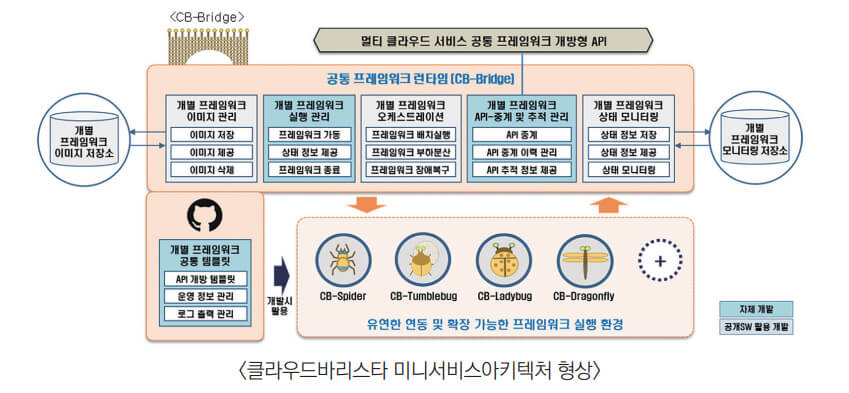 <CB-Bridge>
멀티 클라우드 서비스 공통 프레임워크 개방형 API
공통 프레임워크 런타임(CB-Bridge)
개별
프레임워크
이미지 저장소
개별 프레임워크
이미지 관리
이미지 저장
이미지 제공
이미지 삭제
개별 프레임워크
실행 관리
프레임워크 가동
상태 정보 제공
프레임워크 종료
개별 프레임워크
오케스트레이션
프레임워크 배치실행
프레임워크 부하분산
프레임워크 장애복구
개별 프레임워크
API-중계 및 추적 관리
API 중계
API 중계 이력 관리
API 추적 정보 제공
개별 프레임워크
상태 모니터링
상태 정보 저장
상태 정보 제공
상태 모니터링
개별
프레임워크
모니터링 저장소
개별 프레임워크
공통 템플릿
API 개방 템플릿
운영 정보 관리
로그 출력 관리
개발시
활용
CB-Spider
CB-Tumblebug
CB-Ladybug
CB-Dragonfly
+
유연한 연동 및 확장 가능한 프레임워크 실행 환경
자체 개발
공개SW 활용 개발
<클라우드바리스타 미니서비스아키텍처 형상>